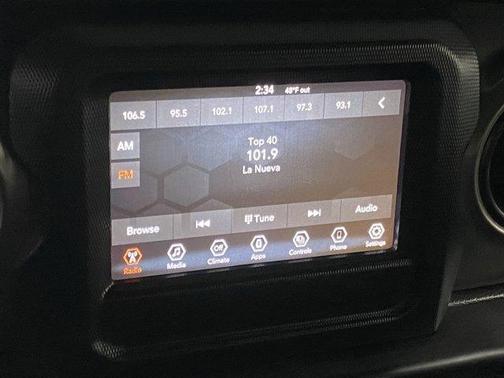 2:34 48°F out
106.5 95.5 102.1 107.1 97.3 93.1
AM
Top 40
101.9
FM
La Nueva
Browse Tune Audio
Radio Media Climate Apps Controls Phone Settings
Off